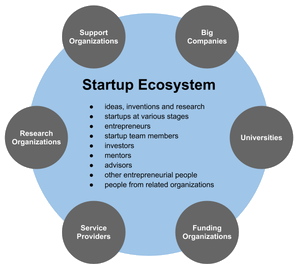 Support
Organizations
Big
Companies
Startup Ecosystem
● ideas, inventions and research
● startups at various stages
● entrepreneurs
● startup team members
● investors
● mentors
● advisors
● other entrepreneurial people
● people from related organizations
Research
Organizations
Universities
Service
Providers
Funding
Organizations